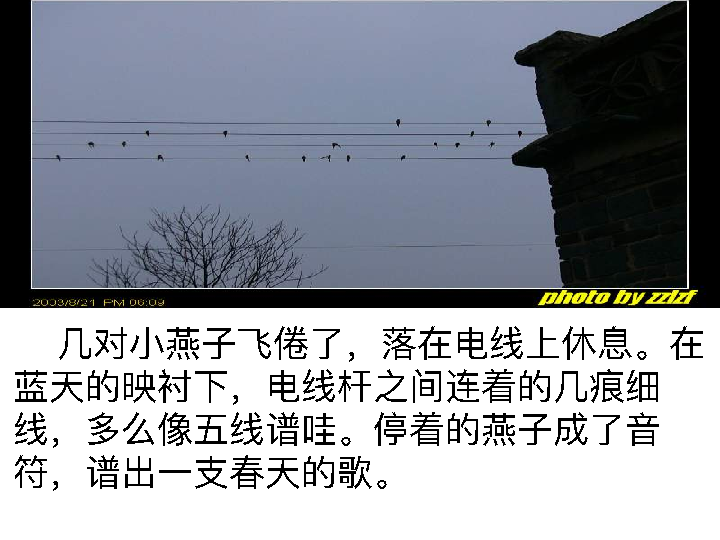 2003/8/21 PM 06:09
photo by zzlzf
几对小燕子飞倦了，落在电线上休息。在
蓝天的映衬下，电线杆之间连着的几痕细
线，多么像五线谱哇。停着的燕子成了音
符，谱出一支春天的歌。